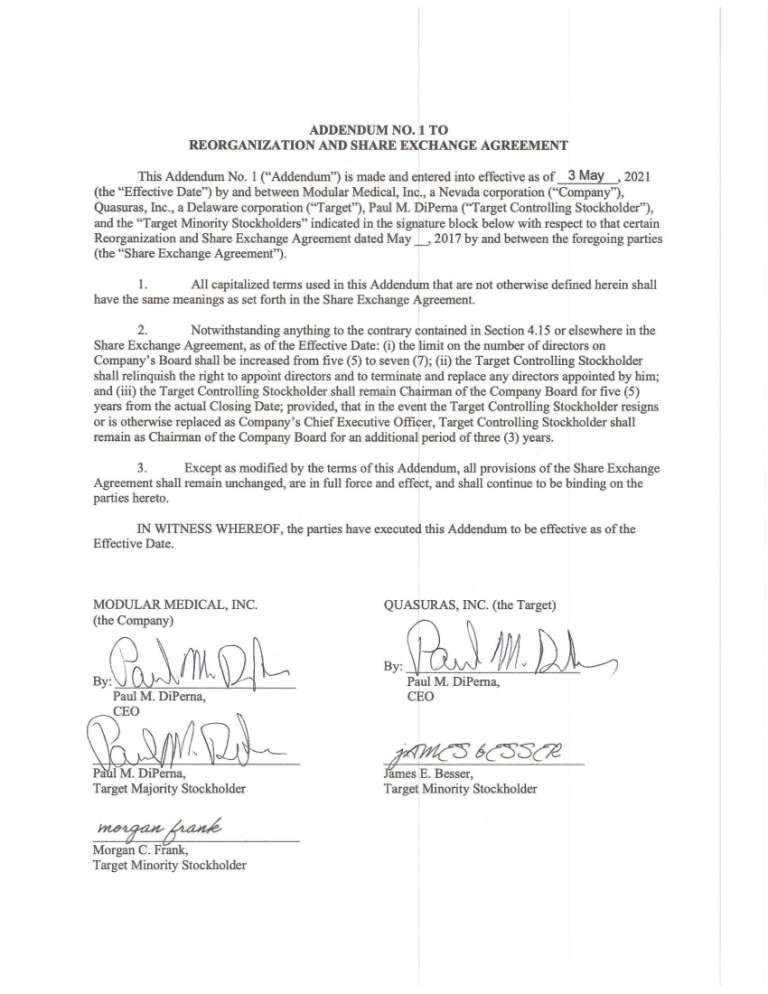 ADDENDUM NO. 1 TO
REORGANIZATION AND SHARE EXCHANGE AGREEMENT
This Addendum No. 1 (“Addendum”) is made and entered into effective as of 3 May, 2021
(the “Effective Date”) by and between Modular Medical, Inc., a Nevada corporation (“Company”),
Quasuras, Inc., a Delaware corporation (“Target”), Paul M. DiPerna (“Target Controlling Stockholder”),
and the “Target Minority Stockholders” indicated in the signature block below with respect to that certain
Reorganization and Share Exchange Agreement dated May __, 2017 by and between the foregoing parties
(the “Share Exchange Agreement”).
1. All capitalized terms used in this Addendum that are not otherwise defined herein shall
have the same meanings as set forth in the Share Exchange Agreement.
2. Notwithstanding anything to the contrary contained in Section 4.15 or elsewhere in the
Share Exchange Agreement, as of the Effective Date: (i) the limit on the number of directors on
Company’s Board shall be increased from five (5) to seven (7); (ii) the Target Controlling Stockholder
shall relinquish the right to appoint directors and to terminate and replace any directors appointed by him;
and (iii) the Target Controlling Stockholder shall remain Chairman of the Company Board for five (5)
years from the actual Closing Date; provided, that in the event the Target Controlling Stockholder resigns
or is otherwise replaced as Company’s Chief Executive Officer, Target Controlling Stockholder shall
remain as Chairman of the Company Board for an additional period of three (3) years.
3. Except as modified by the terms of this Addendum, all provisions of the Share Exchange
Agreement shall remain unchanged, are in full force and effect, and shall continue to be binding on the
parties hereto.
IN WITNESS WHEREOF, the parties have executed this Addendum to be effective as of the
Effective Date.
MODULAR MEDICAL, INC.
(the Company)
By: Paul M. D
Paul M. DiPerna,
CEO
Paul M. D
Paul M. DiPerna,
Target Majority Stockholder
morgan frank
Morgan C. Frank,
Target Minority Stockholder
QUASURAS, INC. (the Target)
By: Paul M. D
Paul M. DiPerna,
CEO
JAMES BESSER
James E. Besser,
Target Minority Stockholder